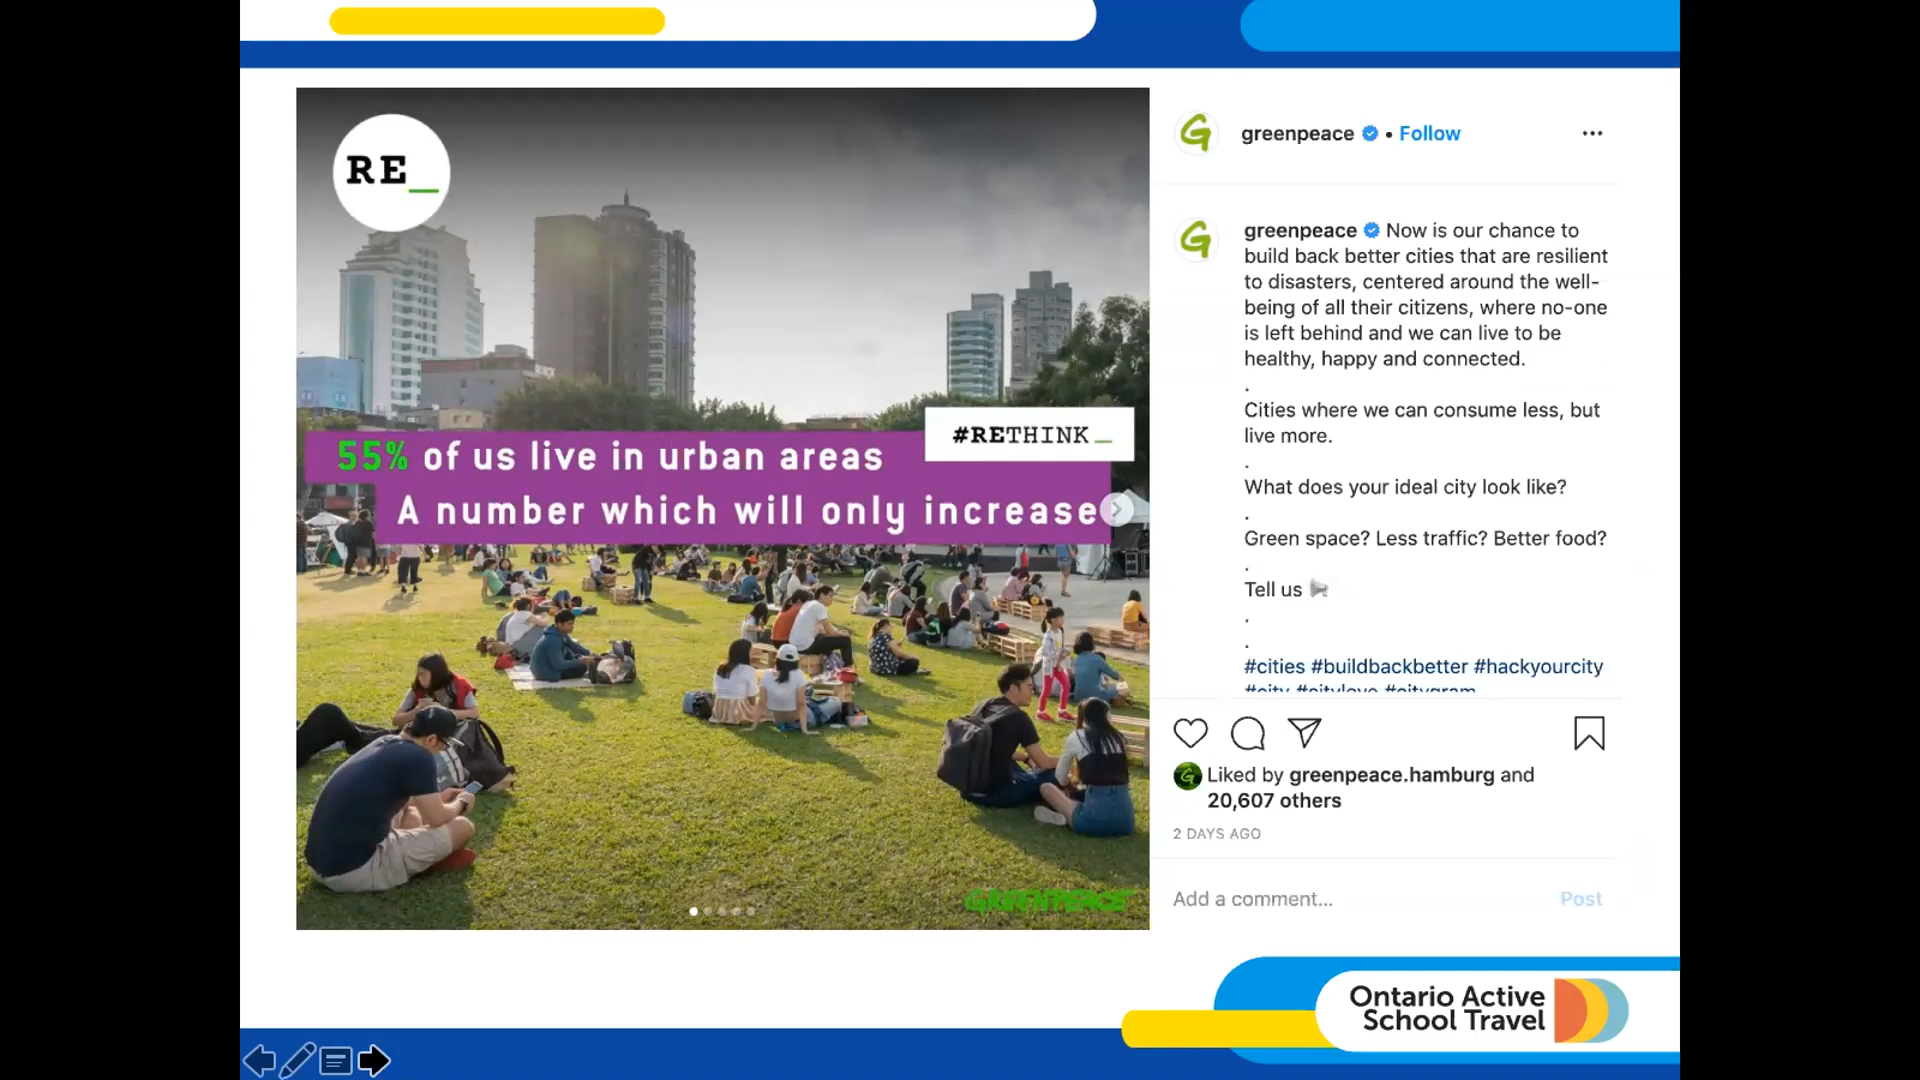 RE_
55% of us live in urban areas
#RETHINK_
A number which will only increase
GREENPEACE
greenpeace • Follow
greenpeace Now is our chance to
build back better cities that are resilient
to disasters, centered around the well-
being of all their citizens, where no-one
is left behind and we can live to be
healthy, happy and connected.
.
Cities where we can consume less, but
live more.
.
What does your ideal city look like?
.
Green space? Less traffic? Better food?
.
Tell us
.
.
#cities #buildbackbetter #hackyourcity
#city #citylove #citygram
Liked by greenpeace.hamburg and
20,607 others
2 DAYS AGO
Add a comment...
Post
Ontario Active
School Travel